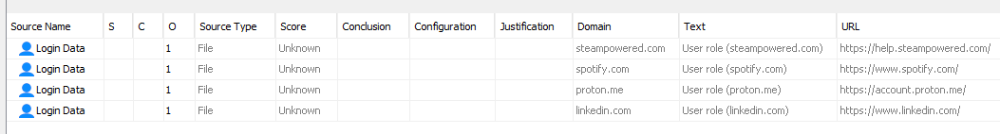 Source Name S C O Source Type Score Conclusion Configuration Justification Domain Text URL
Login Data 1 File Unknown steampowered.com User role (steampowered.com) https://help.steampowered.com/
Login Data 1 File Unknown spotify.com User role (spotify.com) https://www.spotify.com/
Login Data 1 File Unknown proton.me User role (proton.me) https://account.proton.me/
Login Data 1 File Unknown linkedin.com User role (linkedin.com) https://www.linkedin.com/